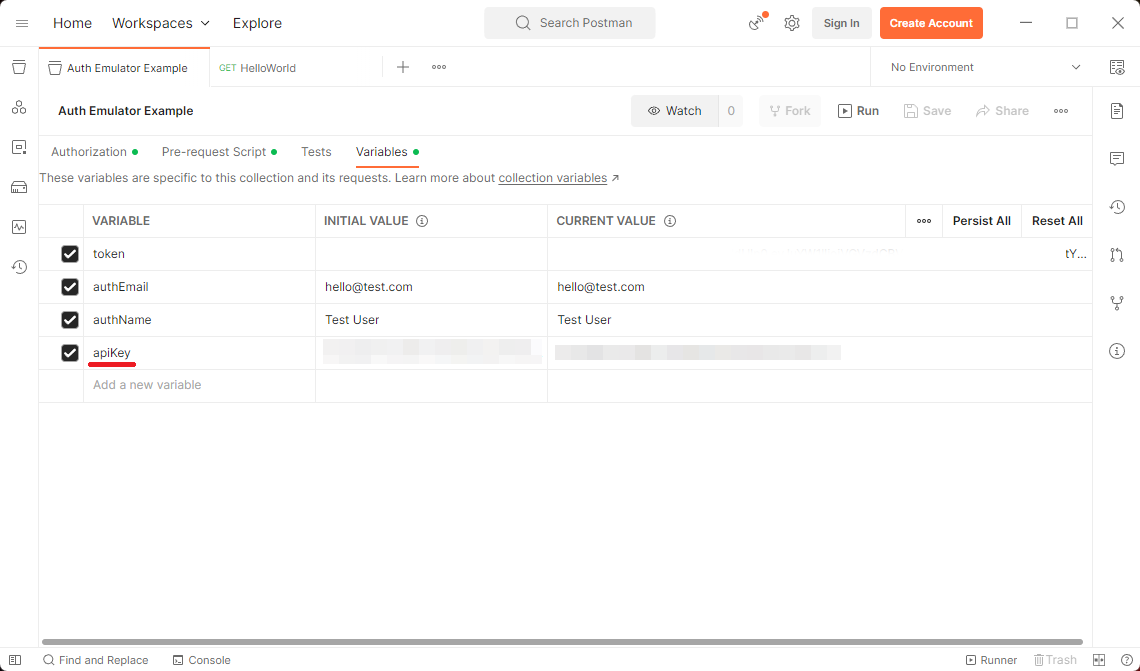 Home Workspaces Explore Search Postman Sign In Create Account
Auth Emulator Example GET HelloWorld No Environment
Auth Emulator Example Watch 0 Fork Run Save Share
Authorization Pre-request Script Tests Variables
These variables are specific to this collection and its requests. Learn more about collection variables ↗
VARIABLE INITIAL VALUE CURRENT VALUE Persist All Reset All
token tY...
authEmail hello@test.com hello@test.com
authName Test User Test User
apiKey
Add a new variable
Find and Replace Console Runner Trash